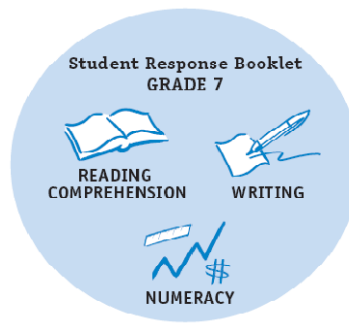 Student Response Booklet
GRADE 7
READING
COMPREHENSION
WRITING
$
NUMERACY